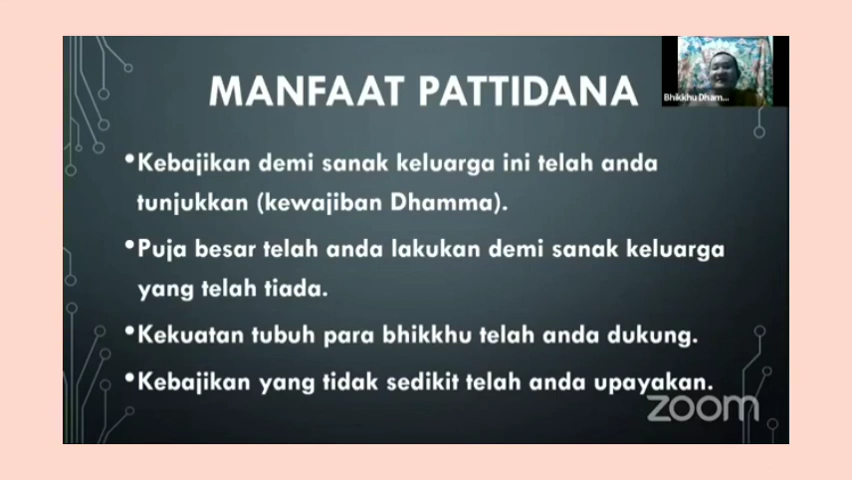 MANFAAT PATTIDANA
Bhikkhu Dham...
•Kebajikan demi sanak keluarga ini telah anda
tunjukkan (kewajiban Dhamma).
•Puja besar telah anda lakukan demi sanak keluarga
yang telah tiada.
•Kekuatan tubuh para bhikkhu telah anda dukung.
•Kebajikan yang tidak sedikit telah anda upayakan.
zoom